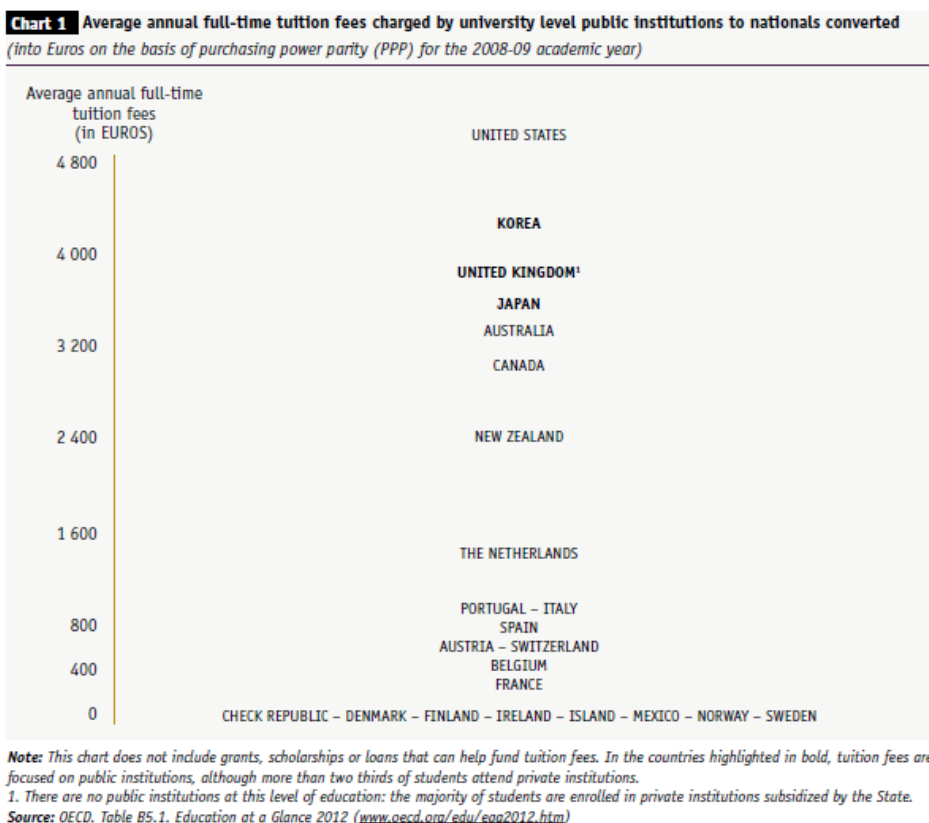 Chart 1 Average annual full-time tuition fees charged by university level public institutions to nationals converted
(into Euros on the basis of purchasing power parity (PPP) for the 2008-09 academic year)
Average annual full-time
tuition fees
(in EUROS)
UNITED STATES
4 800
KOREA
4 000
UNITED KINGDOM¹
JAPAN
AUSTRALIA
3 200
CANADA
2 400
NEW ZEALAND
1 600
THE NETHERLANDS
PORTUGAL – ITALY
800
SPAIN
AUSTRIA – SWITZERLAND
BELGIUM
400
FRANCE
0
CHECK REPUBLIC – DENMARK – FINLAND – IRELAND – ISLAND – MEXICO – NORWAY – SWEDEN
Note: This chart does not include grants, scholarships or loans that can help fund tuition fees. In the countries highlighted in bold, tuition fees are
focused on public institutions, although more than two thirds of students attend private institutions.
1. There are no public institutions at this level of education: the majority of students are enrolled in private institutions subsidized by the State.
Source: OECD. Table B5.1. Education at a Glance 2012 (www.oecd.org/edu/eag2012.htm)